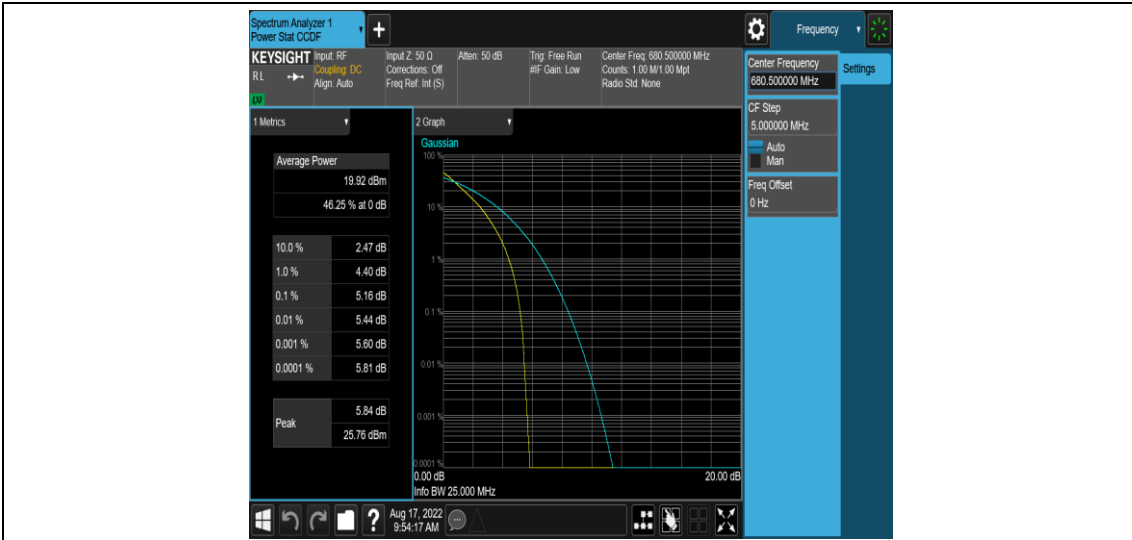 Spectrum Analyzer 1
Power Stat CCDF
+
Frequency
KEYSIGHT
RL
LXI
Input: RF
Coupling: DC
Align: Auto
Input Z: 50 Ω
Corrections: Off
Freq Ref: Int (S)
Atten: 50 dB
Trig: Free Run
#IF Gain: Low
Center Freq: 680.500000 MHz
Counts: 1.00 M/1.00 Mpt
Radio Std: None
Center Frequency
680.500000 MHz
Settings
CF Step
5.000000 MHz
Auto
Man
Freq Offset
0 Hz
1 Metrics
Average Power
19.92 dBm
46.25 % at 0 dB
10.0 % 2.47 dB
1.0 % 4.40 dB
0.1 % 5.16 dB
0.01 % 5.44 dB
0.001 % 5.60 dB
0.0001 % 5.81 dB
Peak
5.84 dB
25.76 dBm
2 Graph
Gaussian
100 %
10 %
1 %
0.1 %
0.01 %
0.001 %
0.0001 %
0.00 dB 20.00 dB
Info BW 25.000 MHz
?
Aug 17, 2022
9:54:17 AM